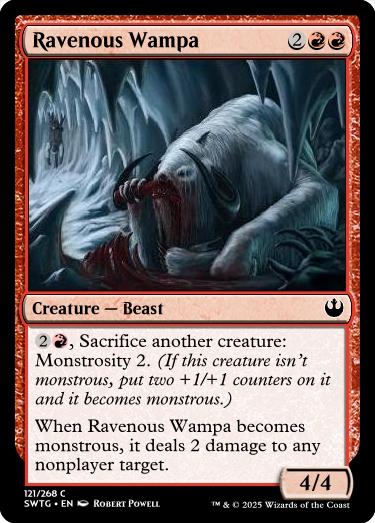 Ravenous Wampa 2
2, Sacrifice another creature:
Monstrosity 2. (If this creature isn't
monstrous, put two +1/+1 counters on it
and it becomes monstrous.)
When Ravenous Wampa becomes
monstrous, it deals 2 damage to any
nonplayer target.
Creature — Beast
4/4
121/268 C
SWTG • EN Robert Powell
™ & © 2025 Wizards of the Coast